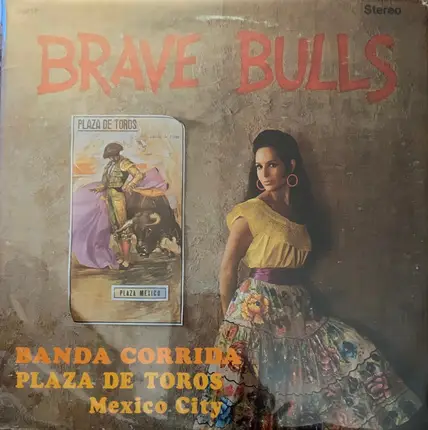 Stereo
BRAVE BULLS
PLAZA DE TOROS
PLAZA MEXICO
BANDA CORRIDA
PLAZA DE TOROS
Mexico City